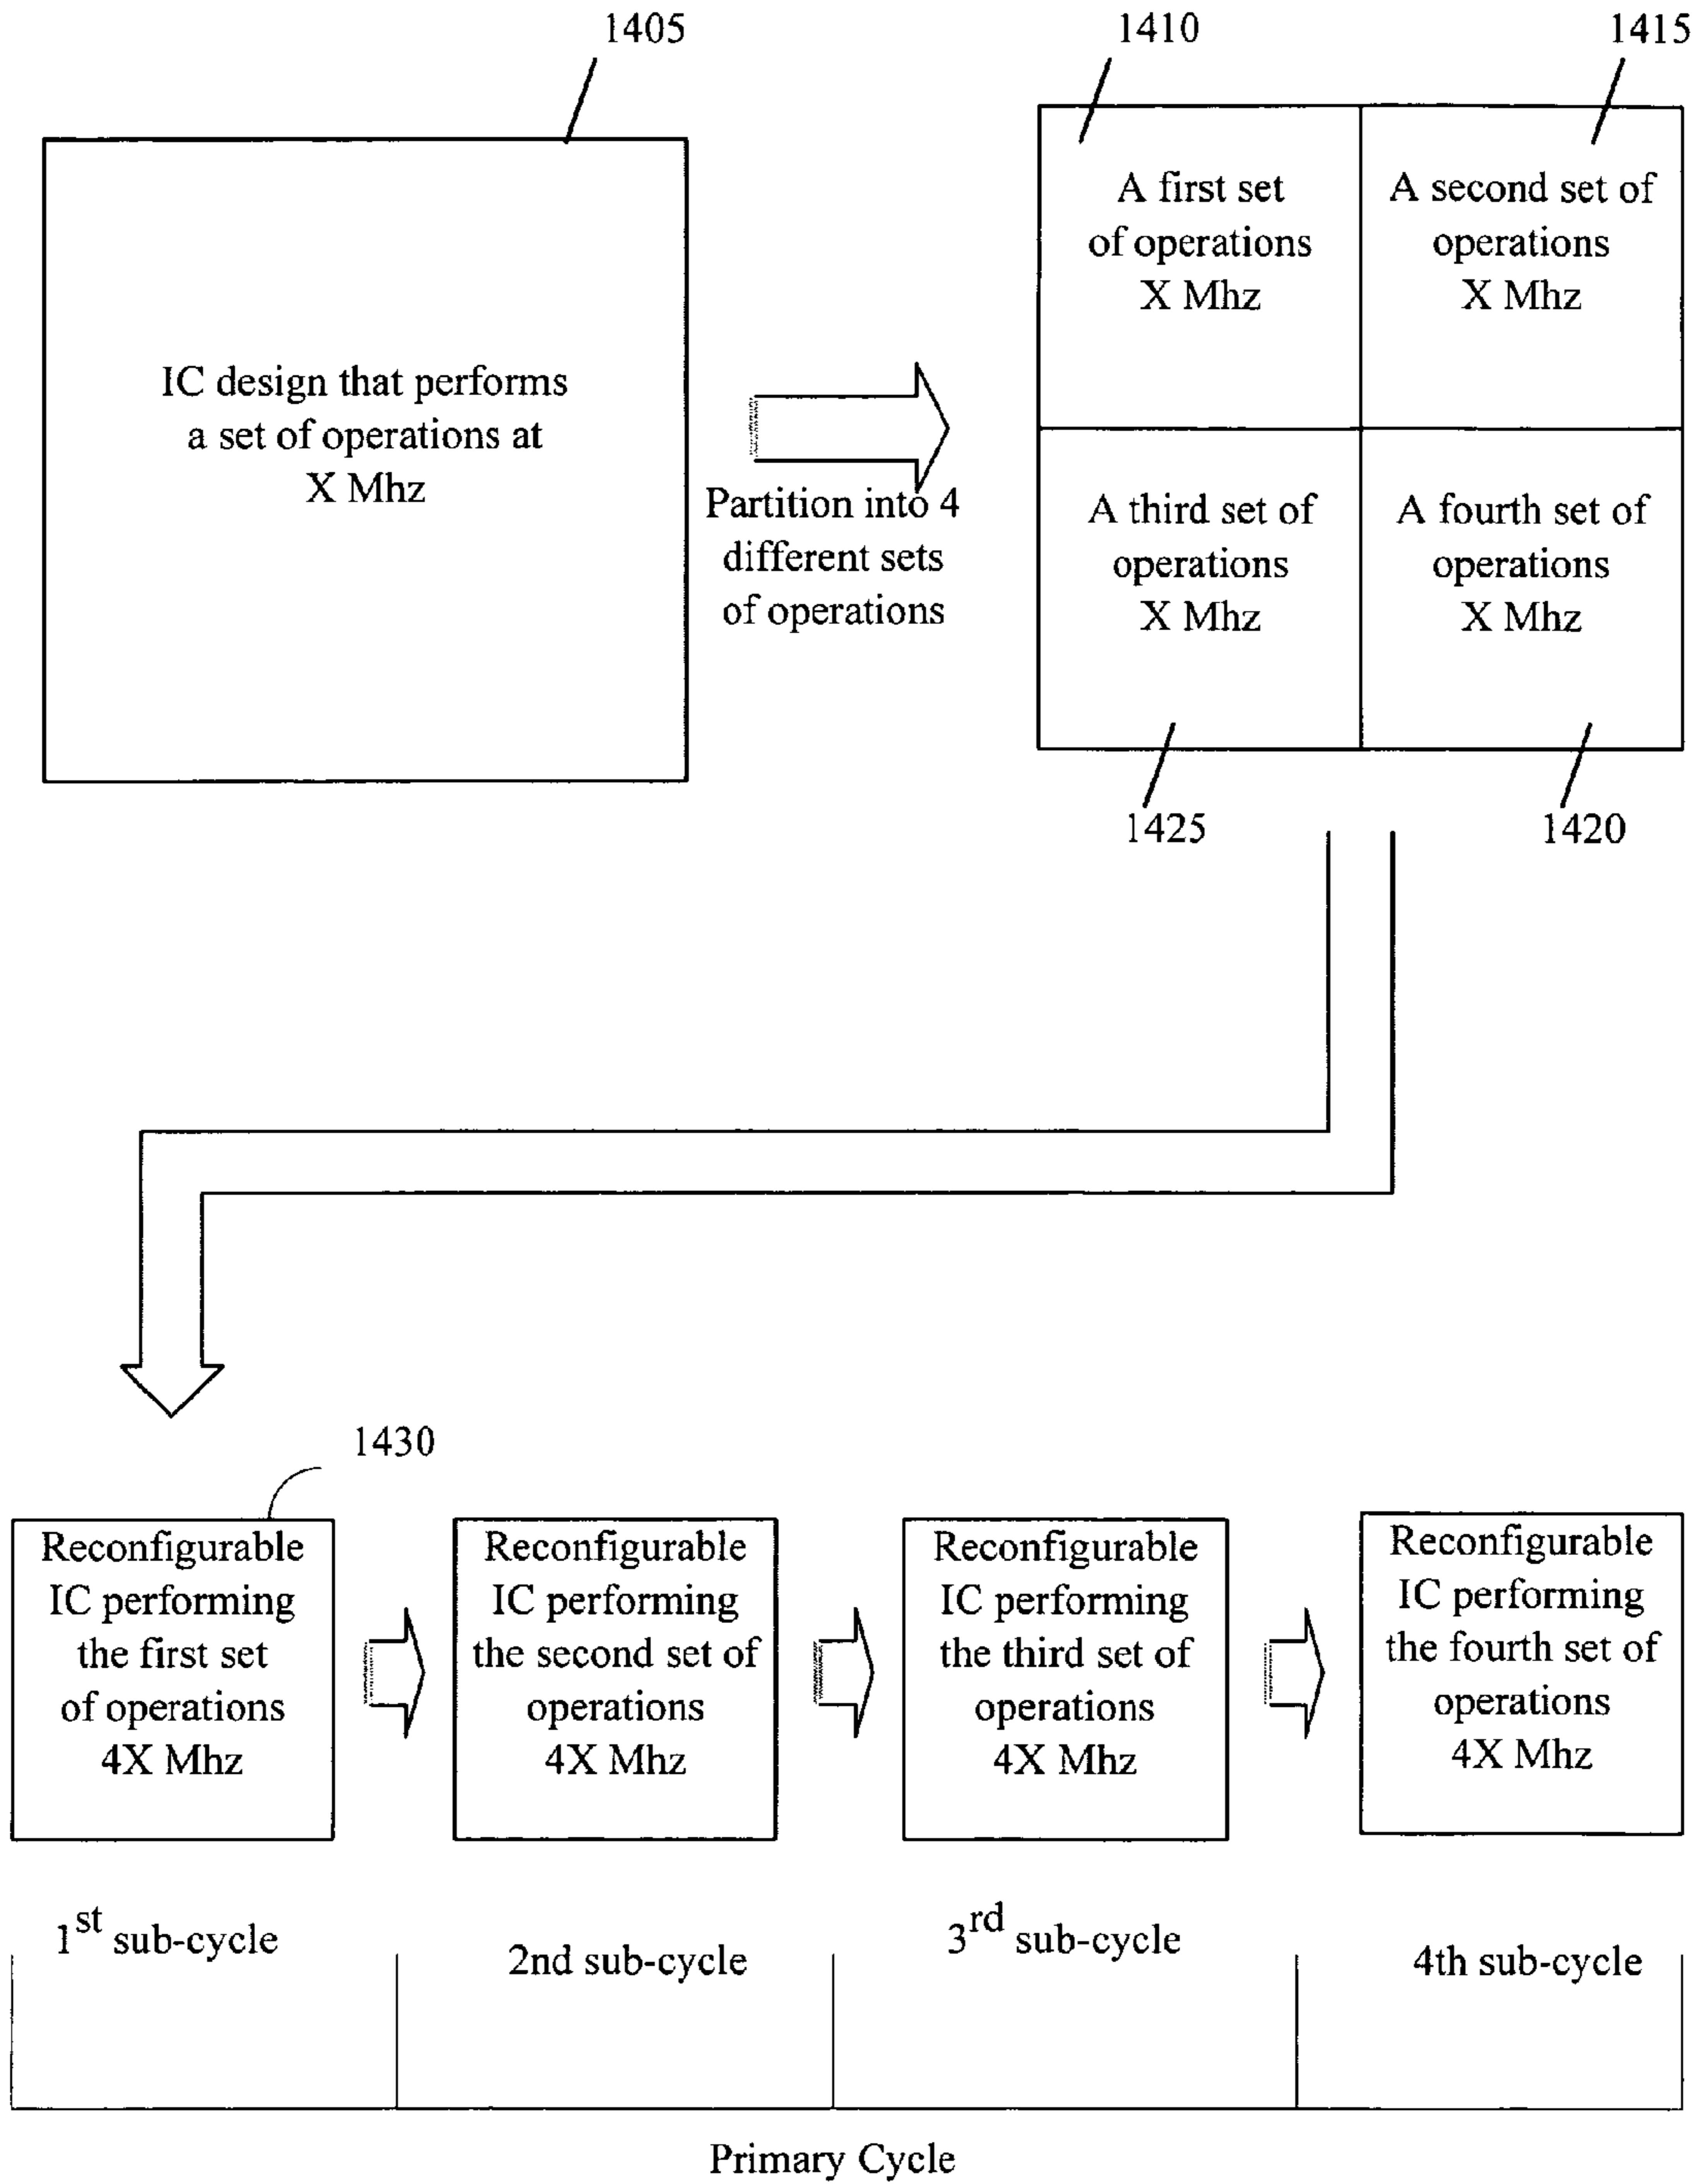 1405
1410
1415
IC design that performs
a set of operations at
X Mhz
Partition into 4
different sets
of operations
A first set
of operations
X Mhz
A second set of
operations
X Mhz
A third set of
operations
X Mhz
A fourth set of
operations
X Mhz
1425
1420
1430
Reconfigurable
IC performing
the first set
of operations
4X Mhz
Reconfigurable
IC performing
the second set of
operations
4X Mhz
Reconfigurable
IC performing
the third set of
operations
4X Mhz
Reconfigurable
IC performing
the fourth set of
operations
4X Mhz
1st sub-cycle
2nd sub-cycle
3rd sub-cycle
4th sub-cycle
Primary Cycle